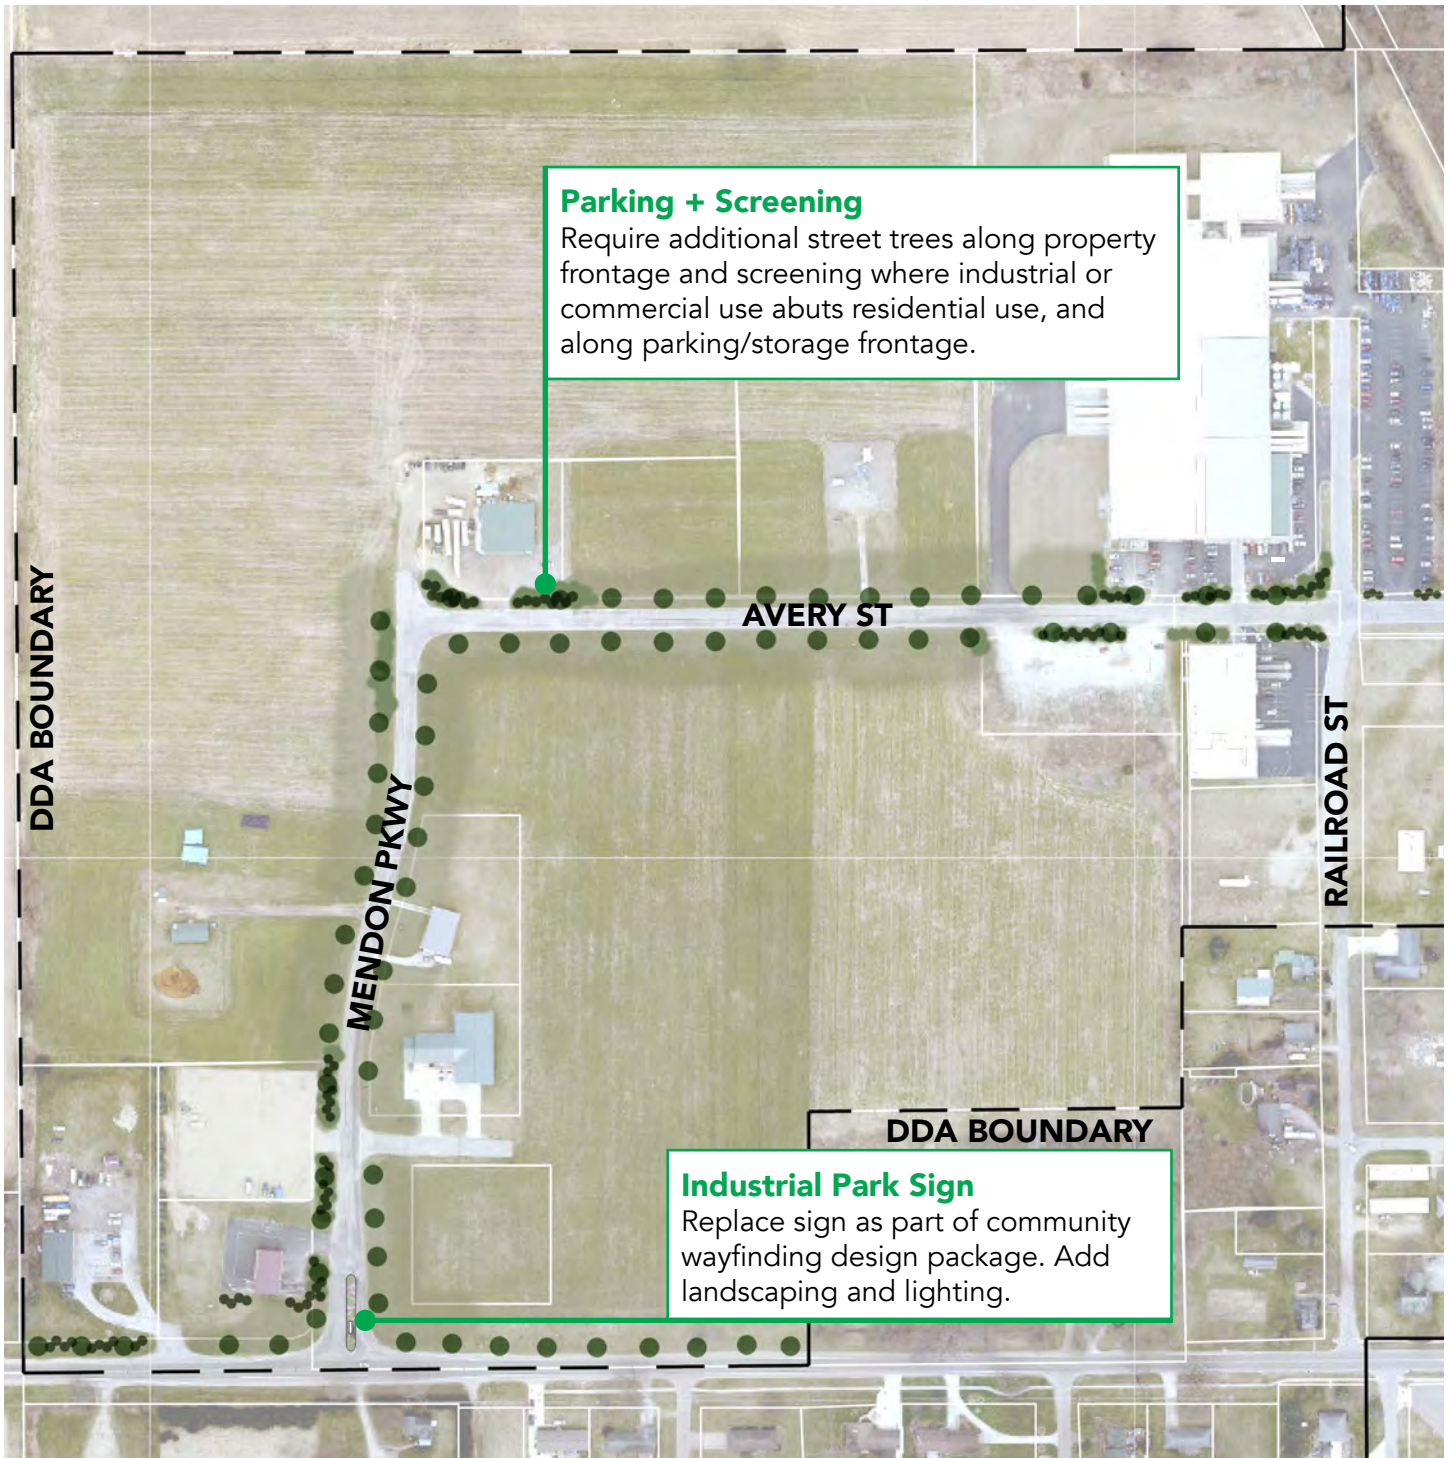 Parking + Screening
Require additional street trees along property
frontage and screening where industrial or
commercial use abuts residential use, and
along parking/storage frontage.
AVERY ST
DDA BOUNDARY
MENDON PKWY
RAILROAD ST
DDA BOUNDARY
Industrial Park Sign
Replace sign as part of community
wayfinding design package. Add
landscaping and lighting.